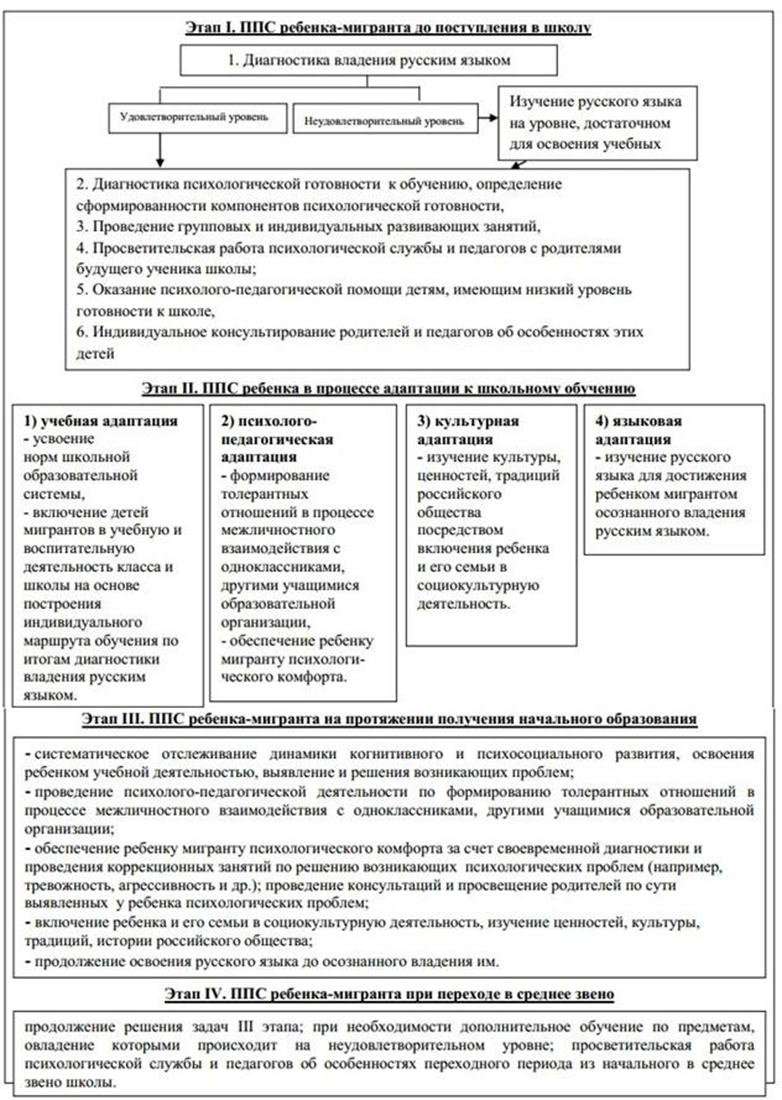 Этап I. ППС ребенка-мигранта до поступления в школу
1. Диагностика владения русским языком
Удовлетворительный уровень
Неудовлетворительный уровень
Изучение русского языка
на уровне, достаточном
для освоения учебных
2. Диагностика психологической готовности к обучению, определение
сформированности компонентов психологической готовности,
3. Проведение групповых и индивидуальных развивающих занятий,
4. Просветительская работа психологической службы и педагогов с родителями
будущего ученика школы;
5. Оказание психолого-педагогической помощи детям, имеющим низкий уровень
готовности к школе,
6. Индивидуальное консультирование родителей и педагогов об особенностях этих
детей
Этап II. ППС ребенка в процессе адаптации к школьному обучению
1) учебная адаптация
- усвоение
норм школьной
образовательной
системы,
- включение детей
мигрантов в учебную и
воспитательную
деятельность класса и
школы на основе
построения
индивидуального
маршрута обучения по
итогам диагностики
владения русским
языком.
2) психолого-
педагогическая
адаптация
- формирование
толерантных
отношений в процессе
межличностного
взаимодействия с
одноклассниками,
другими учащимися
образовательной
организации,
- обеспечение ребенку
мигранту психологи-
ческого комфорта.
3) культурная
адаптация
- изучение культуры,
ценностей, традиций
российского
общества
посредством
включения ребенка
и его семьи в
социокультурную
деятельность.
4) языковая
адаптация
- изучение русского
языка для достижения
ребенком мигрантом
осознанного владения
русским языком.
Этап III. ППС ребенка-мигранта на протяжении получения начального образования
- систематическое отслеживание динамики когнитивного и психосоциального развития, освоения
ребенком учебной деятельностью, выявление и решения возникающих проблем;
- проведение психолого-педагогической деятельности по формированию толерантных отношений в
процессе межличностного взаимодействия с одноклассниками, другими учащимися образовательной
организации;
- обеспечение ребенку мигранту психологического комфорта за счет своевременной диагностики и
проведения коррекционных занятий по решению возникающих психологических проблем (например,
тревожность, агрессивность и др.); проведение консультаций и просвещение родителей по сути
выявленных у ребенка психологических проблем;
- включение ребенка и его семьи в социокультурную деятельность, изучение ценностей, культуры,
традиций, истории российского общества;
- продолжение освоения русского языка до осознанного владения им.
Этап IV. ППС ребенка-мигранта при переходе в среднее звено
продолжение решения задач III этапа; при необходимости дополнительное обучение по предметам,
овладение которыми происходит на неудовлетворительном уровне; просветительская работа
психологической службы и педагогов об особенностях переходного периода из начального в среднее
звено школы.